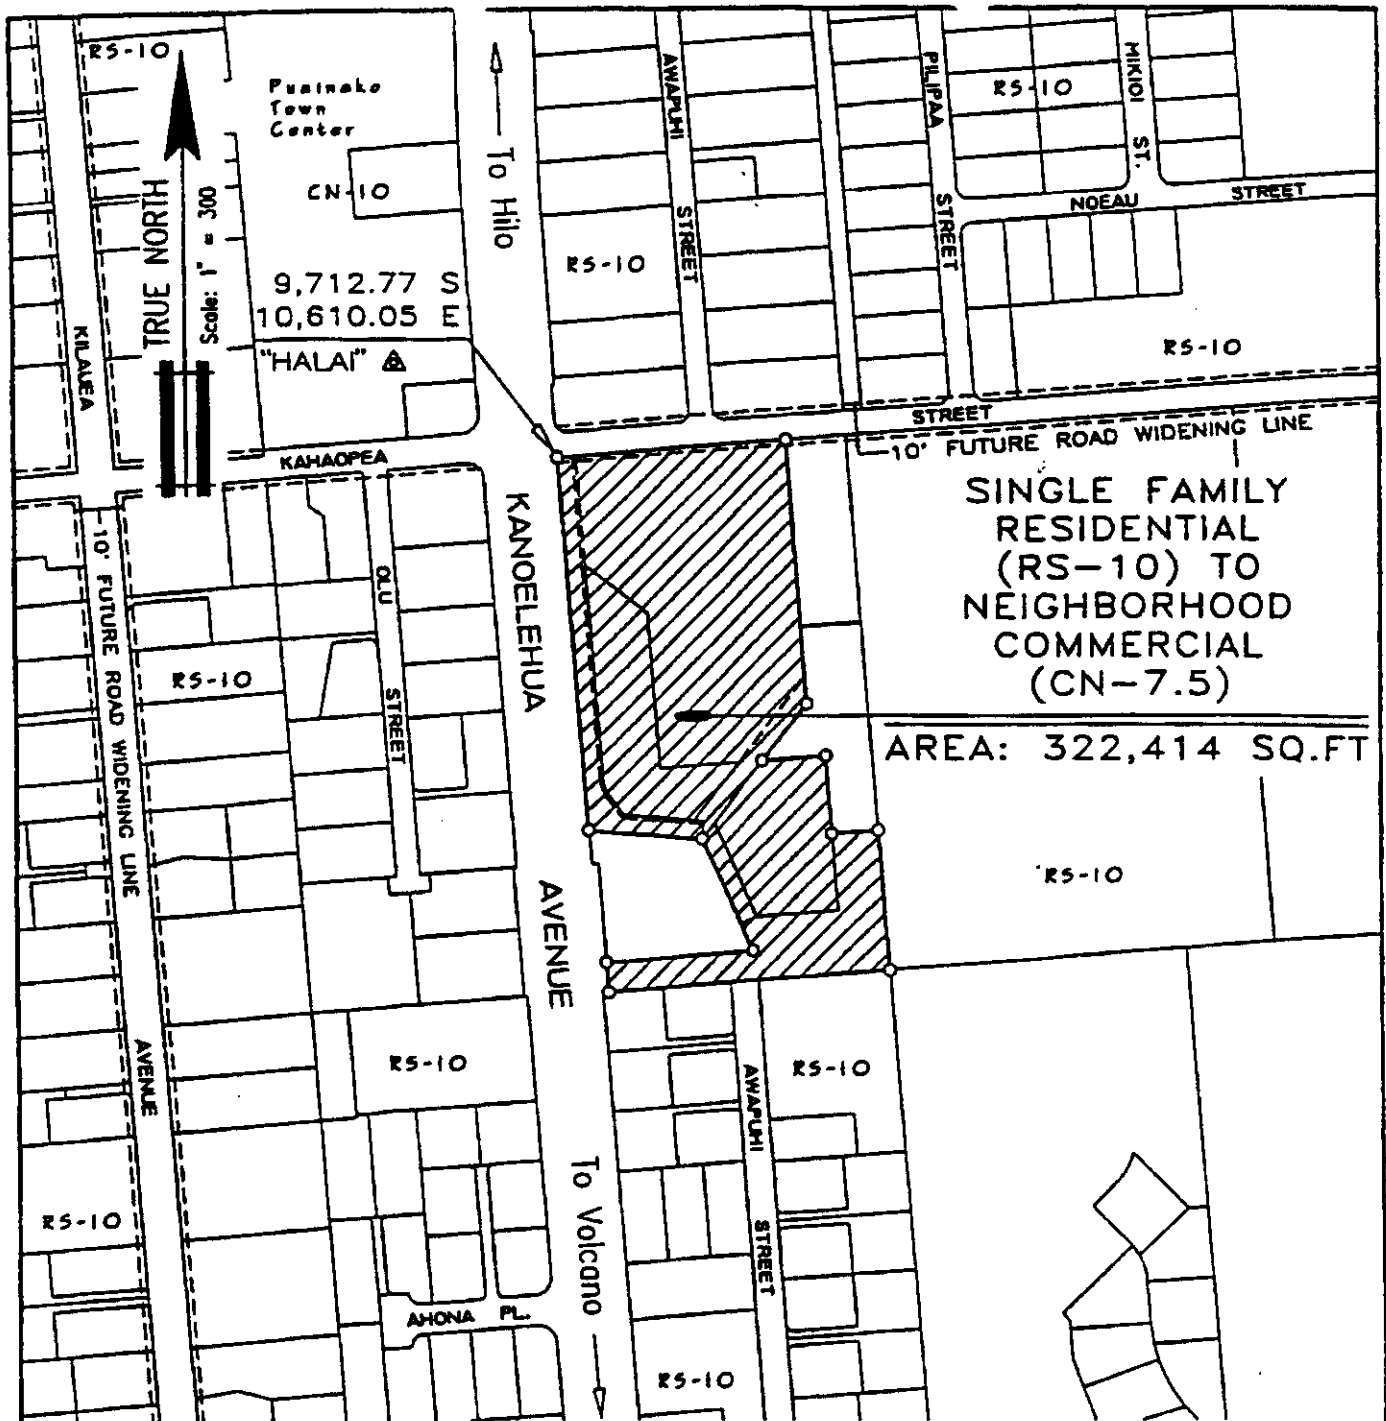 RS-10
Puainako
Town
Center
CN-10
TRUE NORTH
Scale: 1" = 300
To Hilo
AWAPUHI
STREET
RS-10
PILIPAA
STREET
RS-10
MIKIOI ST.
NOEAU STREET
RS-10
9,712.77 S
10,610.05 E
"HALAI"
KILAUEA
KAHAOPEA
STREET
10' FUTURE ROAD WIDENING LINE
SINGLE FAMILY
RESIDENTIAL
(RS-10) TO
NEIGHBORHOOD
COMMERCIAL
(CN-7.5)
AREA: 322,414 SQ.FT
KANOELEHUA
AVENUE
OLU
STREET
10' FUTURE ROAD WIDENING LINE
RS-10
RS-10
AVENUE
RS-10
RS-10
AWAPUHI
STREET
To Volcano
RS-10
AHONA PL.
RS-10